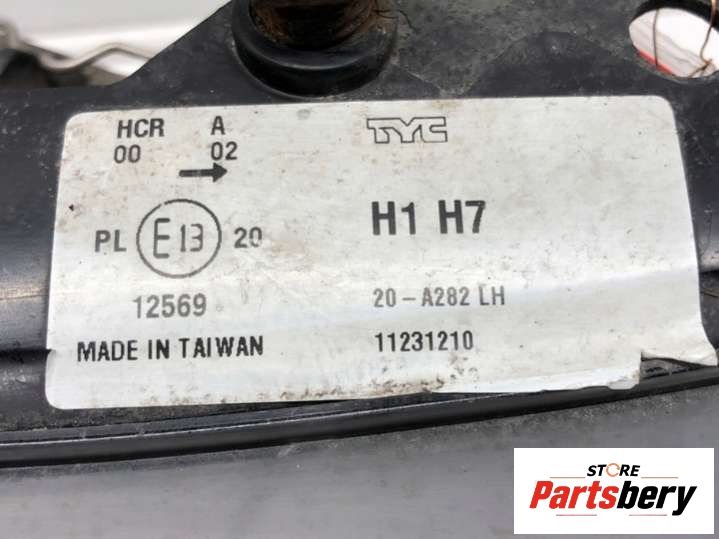 HCR A
00 02
TYC
PL E13 20
H1 H7
12569
20-A282 LH
MADE IN TAIWAN
11231210
STORE
Partsbery